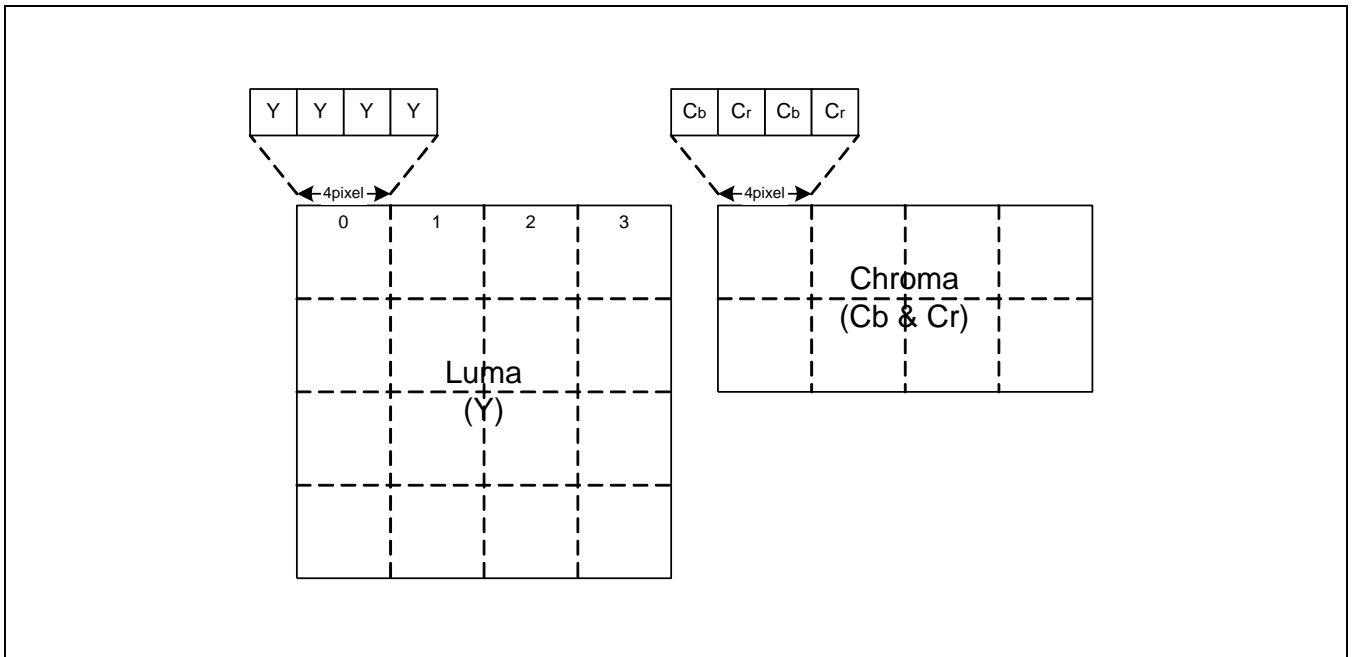 Y Y Y Y
Cb Cr Cb Cr
4pixel
4pixel
0 1 2 3
Luma
(Y)
Chroma
(Cb & Cr)